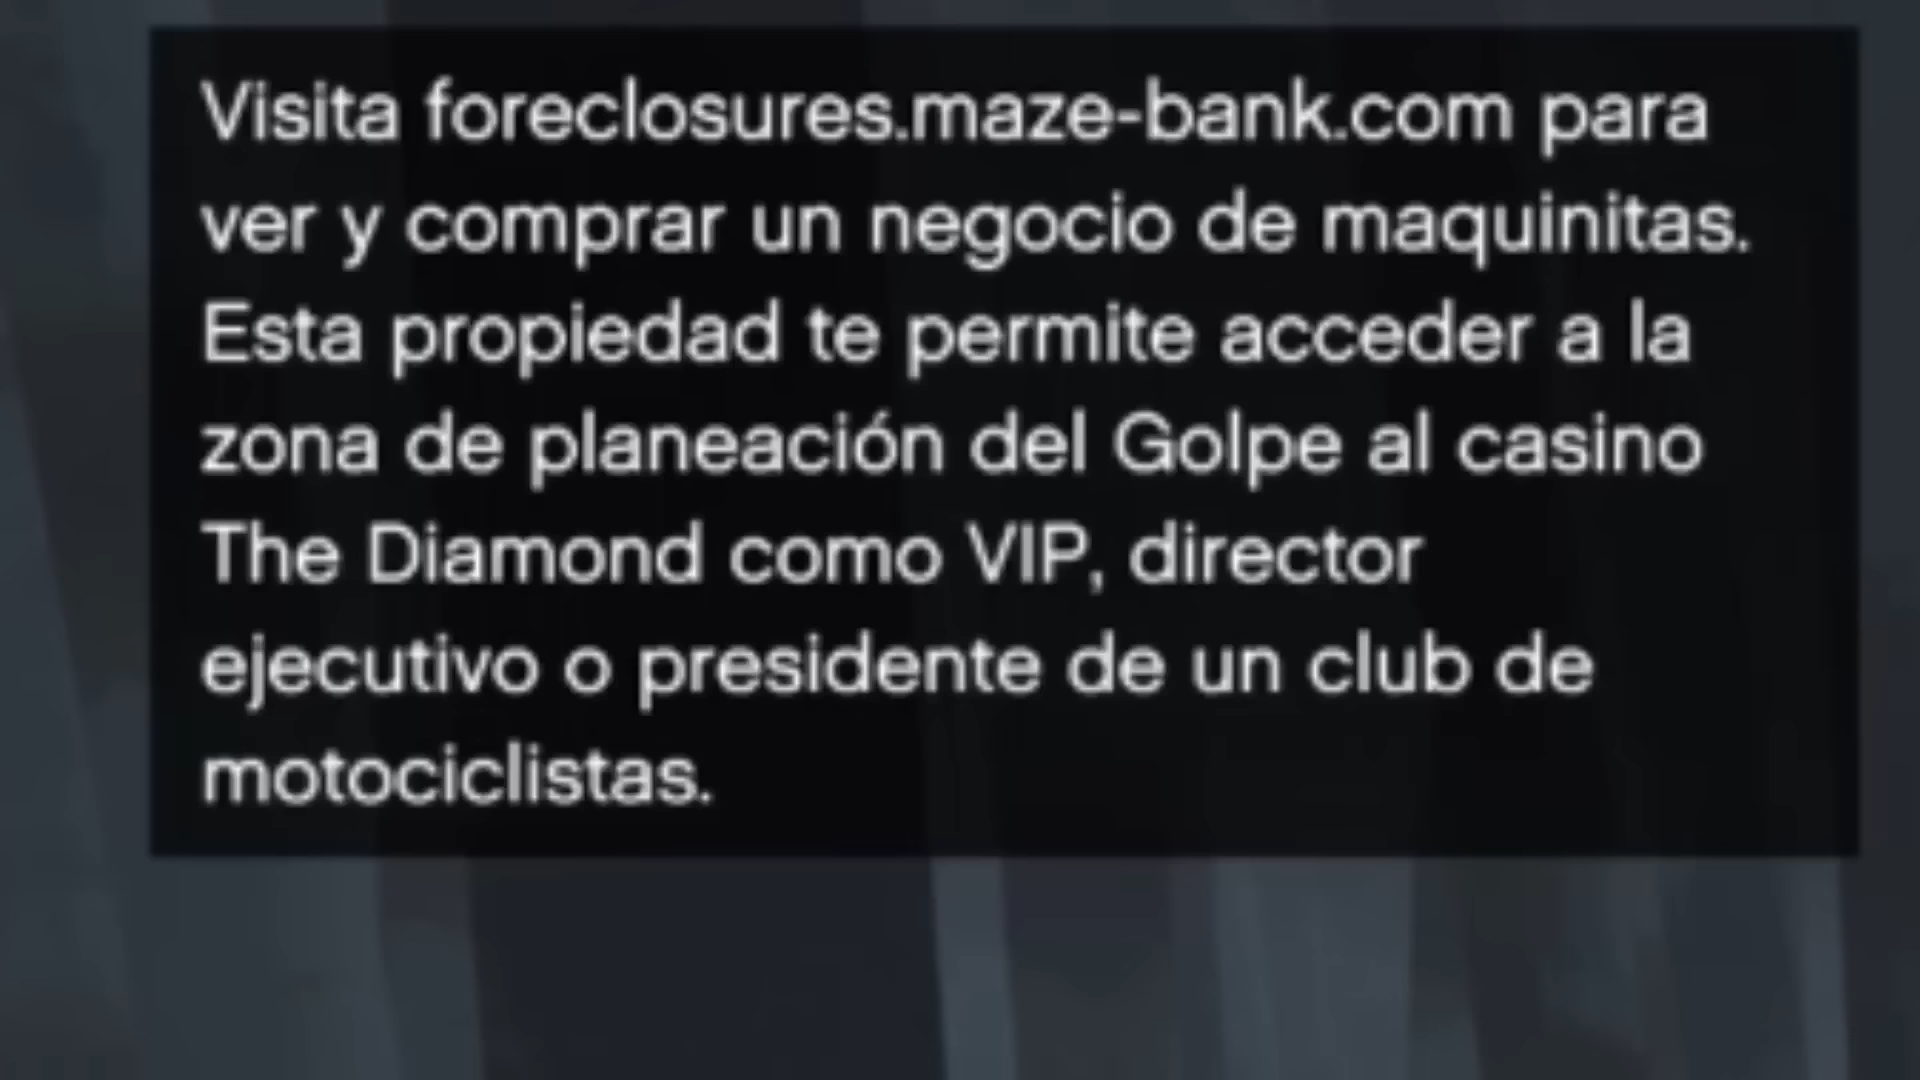 Visita foreclosures.maze-bank.com para
ver y comprar un negocio de maquinitas.
Esta propiedad te permite acceder a la
zona de planeación del Golpe al casino
The Diamond como VIP, director
ejecutivo o presidente de un club de
motociclistas.